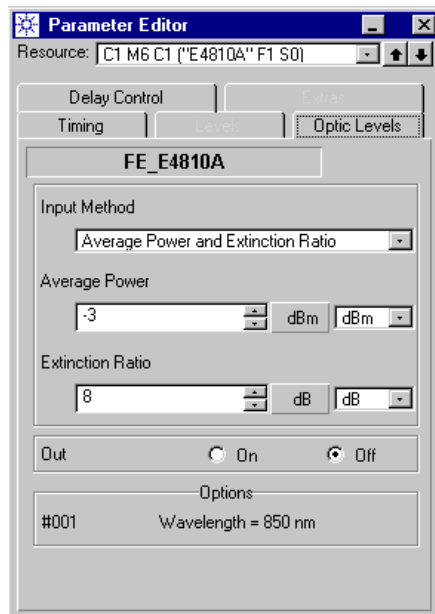 Parameter Editor
Resource: C1 M6 C1 ("E4810A" F1 S0)
Delay Control Extras
Timing Levels Optic Levels
FE_E4810A
Input Method
Average Power and Extinction Ratio
Average Power
-3 dBm dBm
Extinction Ratio
8 dB dB
Out On Off
Options
#001 Wavelength = 850 nm